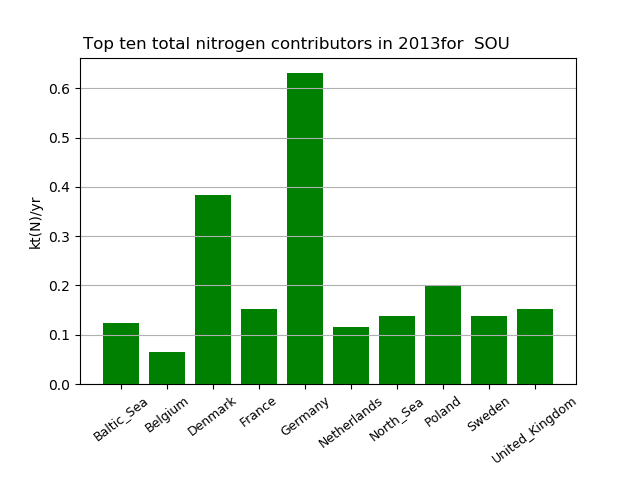 Top ten total nitrogen contributors in 2013for  SOU
kt(N)/yr
0.6
0.5
0.4
0.3
0.2
0.1
0.0
Baltic_Sea
Belgium
Denmark
France
Germany
Netherlands
North_Sea
Poland
Sweden
United_Kingdom